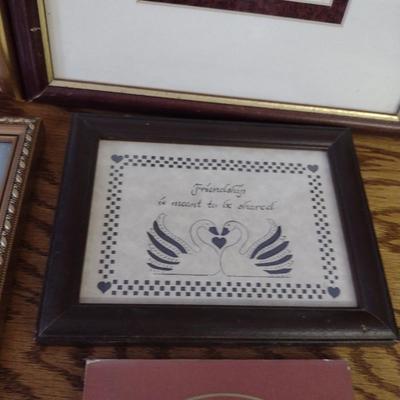 Friendship
is meant to be shared